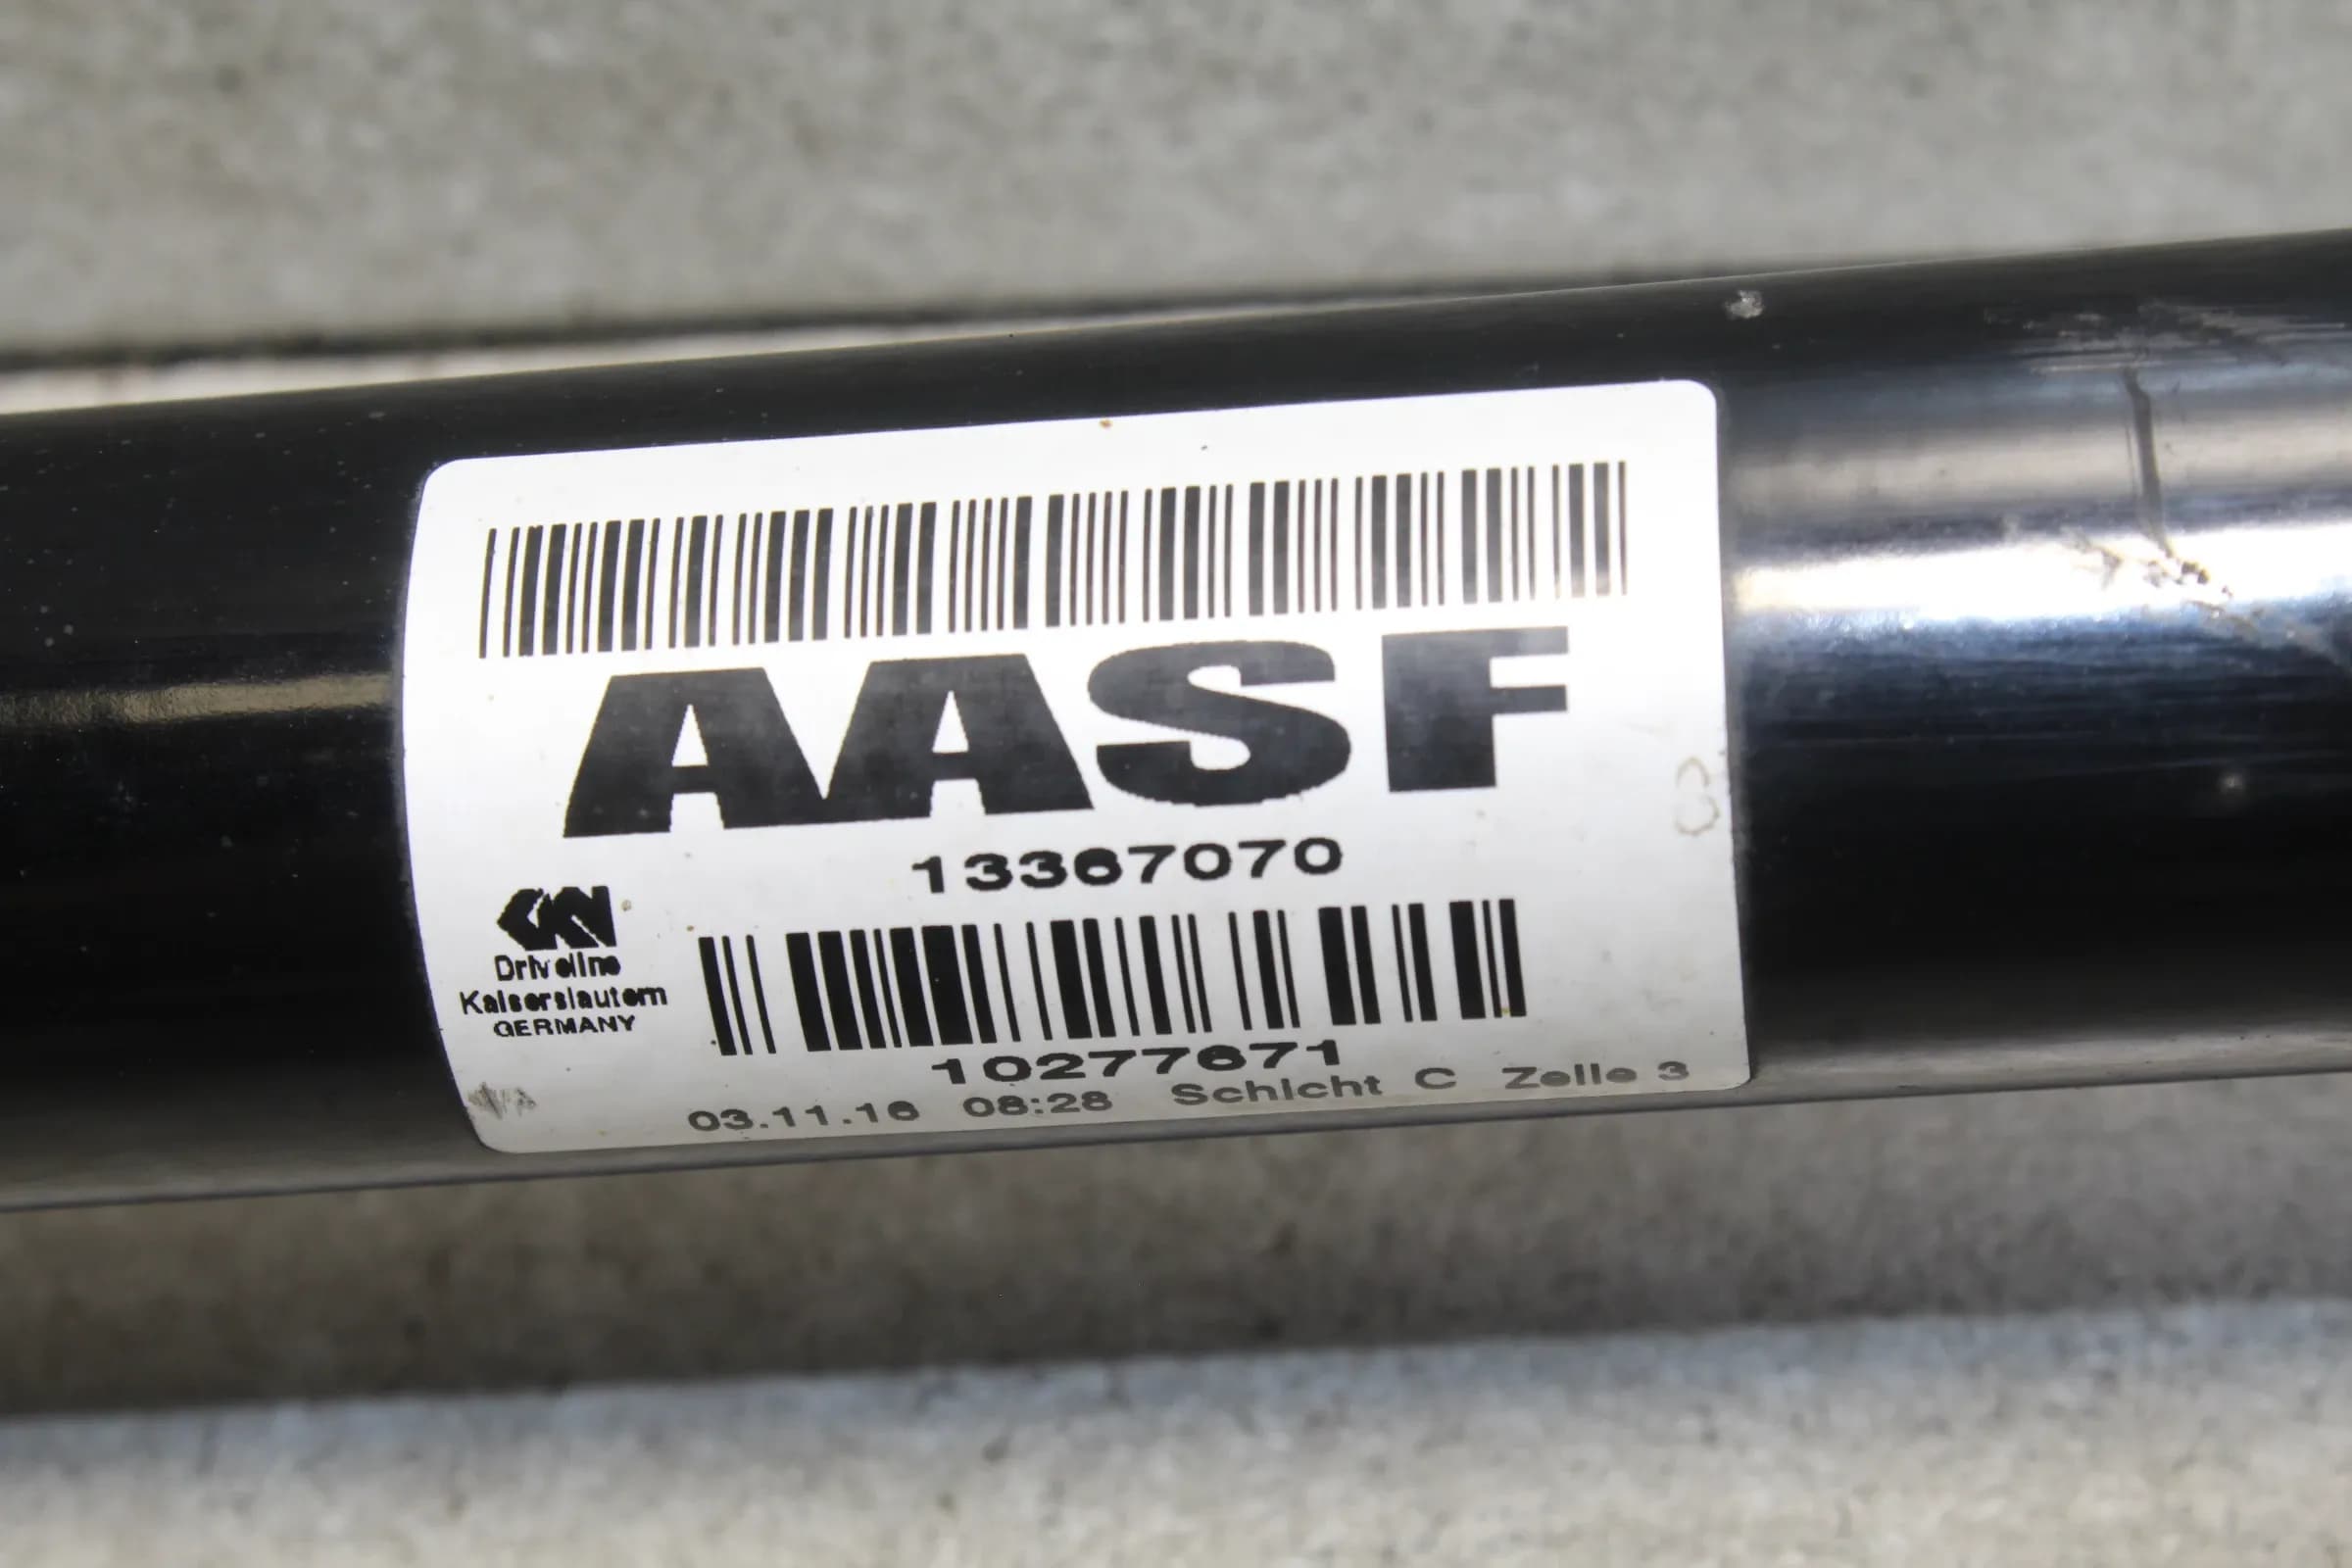 AASF
13367070
GKN
Driveline
Kaiserslautern
GERMANY
10277671
03.11.16 08:28 Schicht C Zelle 3